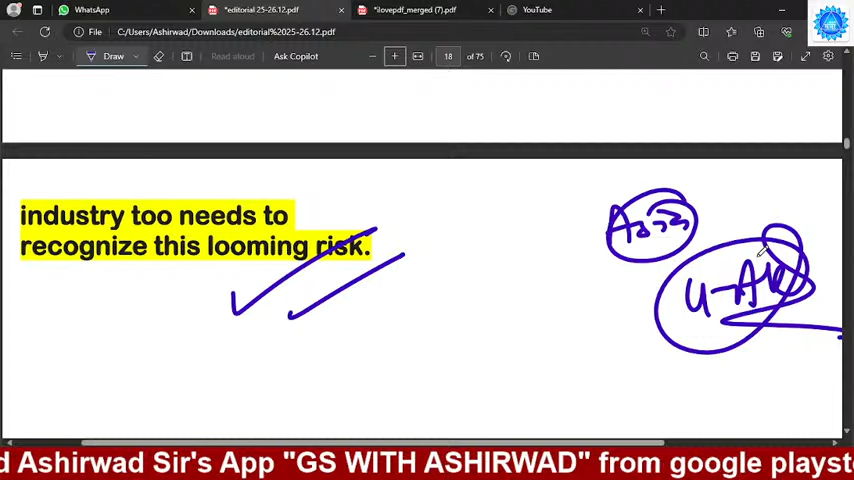 WhatsApp
*editorial 25-26.12.pdf
*ilovepdf_merged (7).pdf
YouTube
File
C:/Users/Ashirwad/Downloads/editorial%2025-26.12.pdf
Draw
Read aloud
Ask Copilot
18
of 75
industry too needs to
recognize this looming risk.
d Ashirwad Sir's App "GS WITH ASHIRWAD" from google playsto